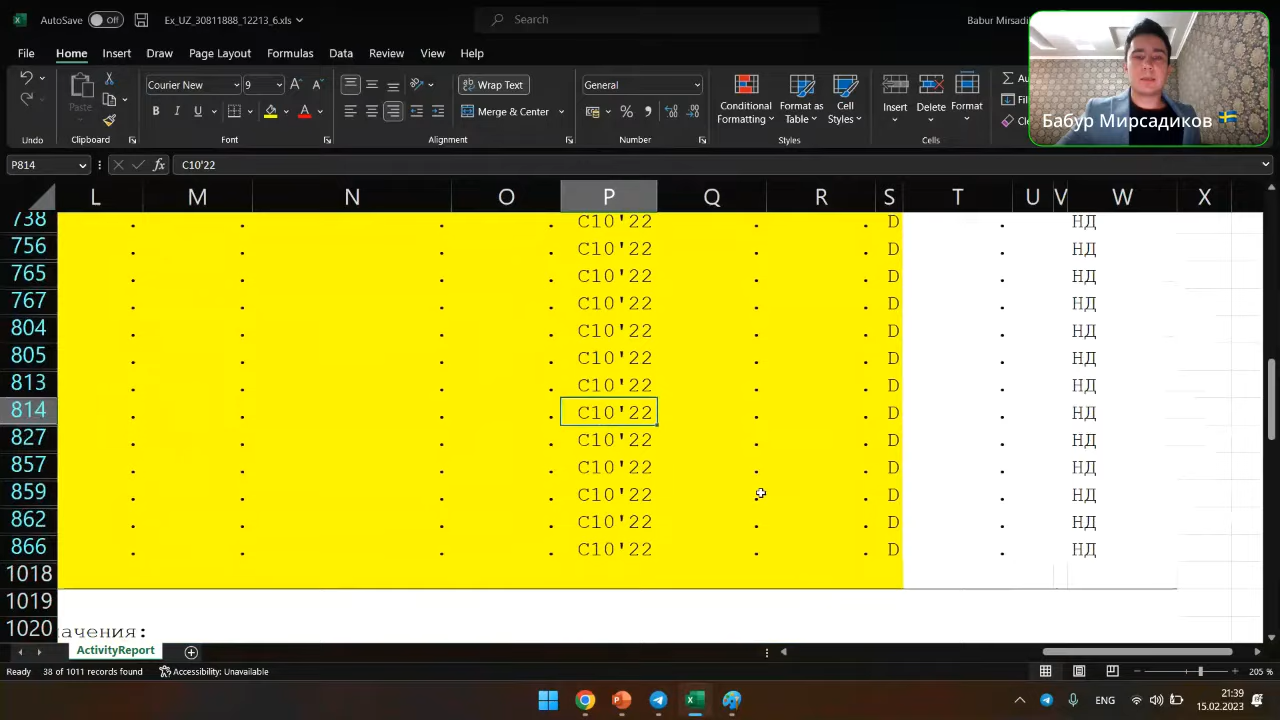 AutoSave Off Ex_UZ_30811888_12213_6.xls Search Babur Mirsadi
File Home Insert Draw Page Layout Formulas Data Review View Help
Paste Courier New 9 Wrap Text General Conditional Formatting Format as Table Cell Styles Insert Delete Format Au
Merge & Center Fil
Cl
Undo Clipboard Font Alignment Number Styles Cells
Бабур Мирсадиков
P814 fx C10'22
L M N O P Q R S T U V W X
738 . . . . C10'22 . . D . НД
756 . . . . C10'22 . . D . НД
765 . . . . C10'22 . . D . НД
767 . . . . C10'22 . . D . НД
804 . . . . C10'22 . . D . НД
805 . . . . C10'22 . . D . НД
813 . . . . C10'22 . . D . НД
814 . . . . C10'22 . . D . НД
827 . . . . C10'22 . . D . НД
857 . . . . C10'22 . . D . НД
859 . . . . C10'22 . . D . НД
862 . . . . C10'22 . . D . НД
866 . . . . C10'22 . . D . НД
1018
1019
1020 ачения:
ActivityReport
Ready 38 of 1011 records found Accessibility: Unavailable 205 %
ENG 21:39
15.02.2023